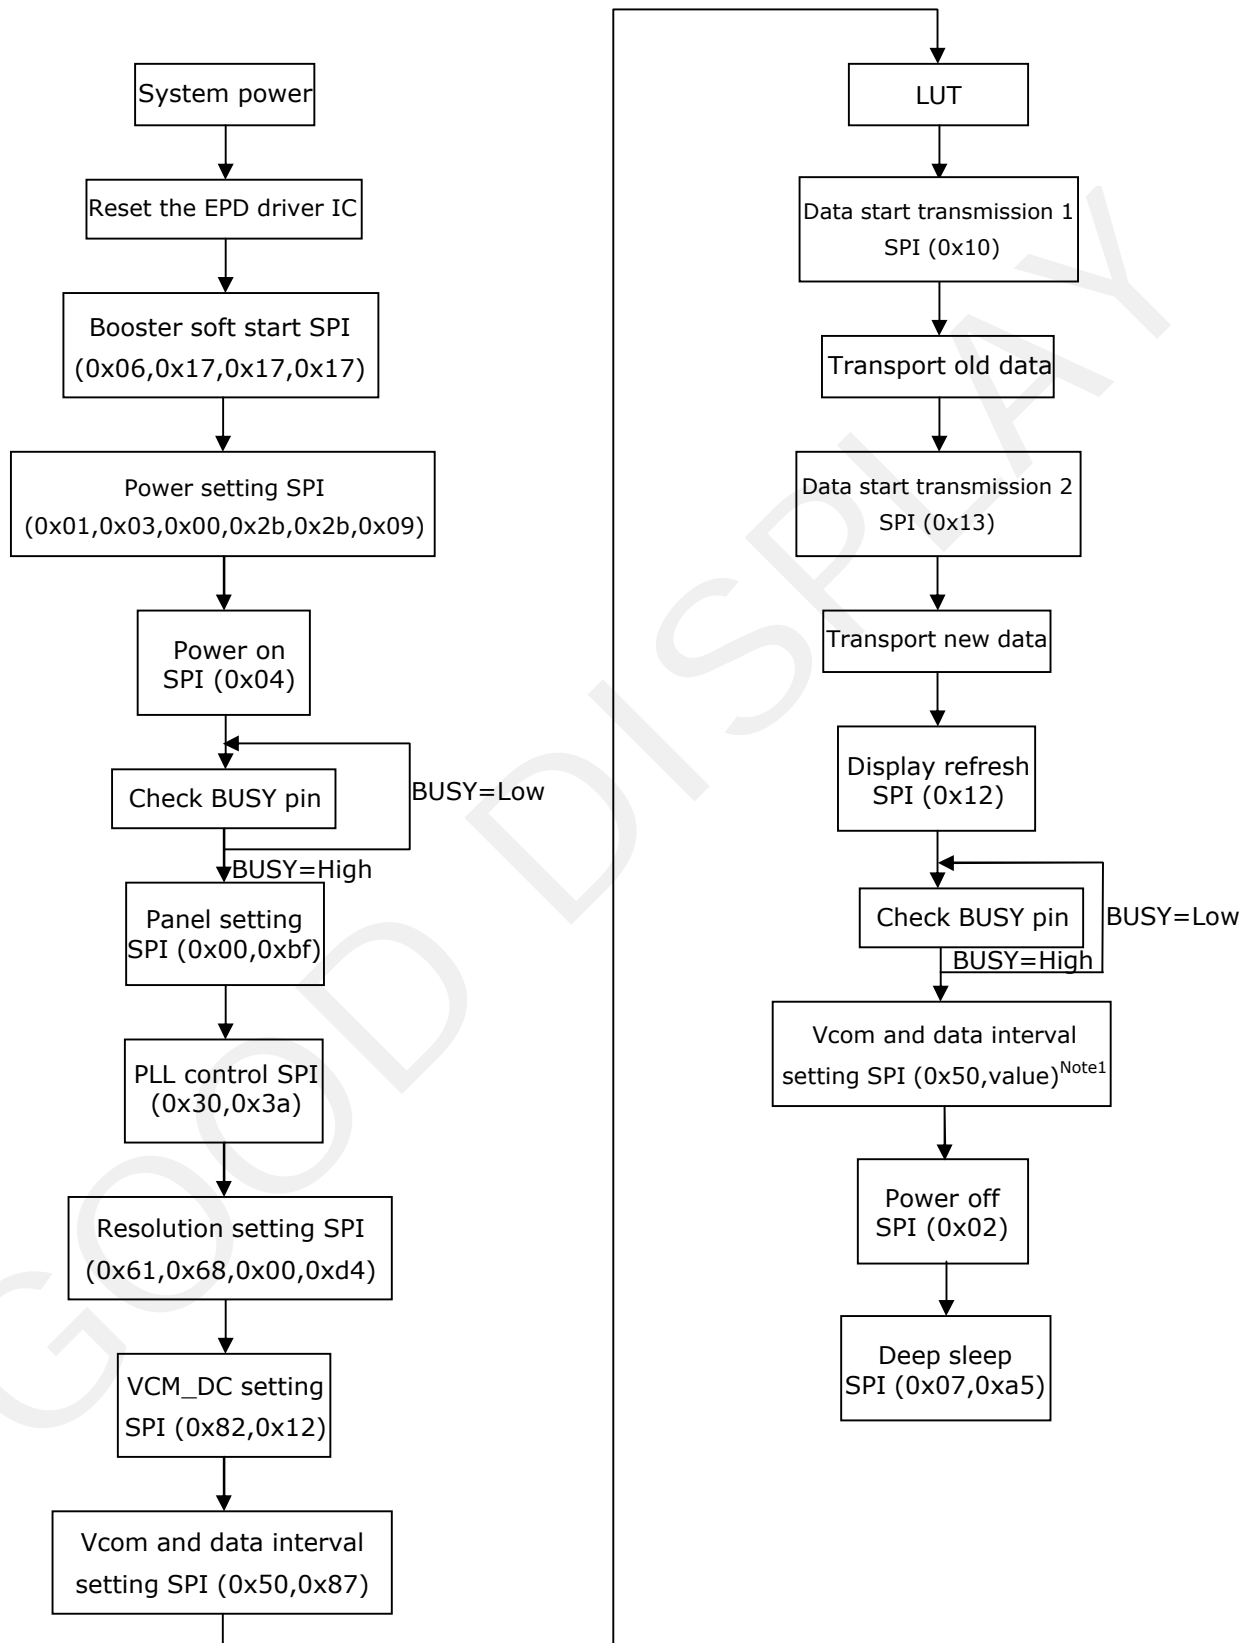 System power
Reset the EPD driver IC
Booster soft start SPI
(0x06,0x17,0x17,0x17)
Power setting SPI
(0x01,0x03,0x00,0x2b,0x2b,0x09)
Power on
SPI (0x04)
Check BUSY pin
BUSY=Low
BUSY=High
Panel setting
SPI (0x00,0xbf)
PLL control SPI
(0x30,0x3a)
Resolution setting SPI
(0x61,0x68,0x00,0xd4)
VCM_DC setting
SPI (0x82,0x12)
Vcom and data interval
setting SPI (0x50,0x87)
LUT
Data start transmission 1
SPI (0x10)
Transport old data
Data start transmission 2
SPI (0x13)
Transport new data
Display refresh
SPI (0x12)
Check BUSY pin
BUSY=Low
BUSY=High
Vcom and data interval
setting SPI (0x50,value)Note1
Power off
SPI (0x02)
Deep sleep
SPI (0x07,0xa5)
GOOD DISPLAY